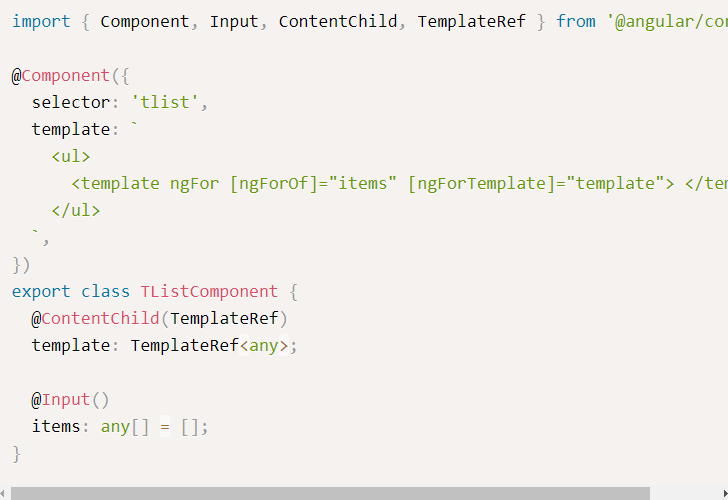 import { Component, Input, ContentChild, TemplateRef } from '@angular/cor

@Component({
  selector: 'tlist',
  template: `
    <ul>
      <template ngFor [ngForOf]="items" [ngForTemplate]="template"> </tem
    </ul>
  `,
})
export class TListComponent {
  @ContentChild(TemplateRef)
  template: TemplateRef<any>;

  @Input()
  items: any[] = [];
}